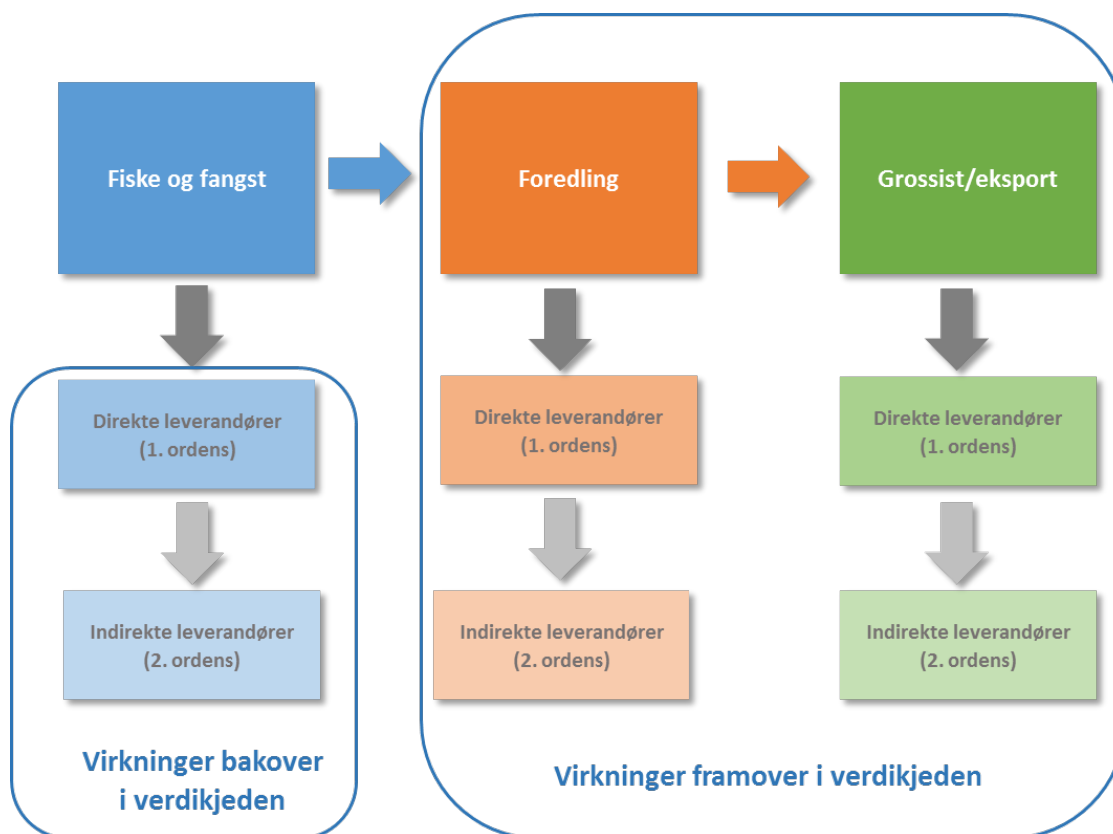 Fiske og fangst
Foredling
Grossist/eksport
Direkte leverandører
(1. ordens)
Direkte leverandører
(1. ordens)
Direkte leverandører
(1. ordens)
Indirekte leverandører
(2. ordens)
Indirekte leverandører
(2. ordens)
Indirekte leverandører
(2. ordens)
Virkninger bakover
i verdikjeden
Virkninger framover i verdikjeden